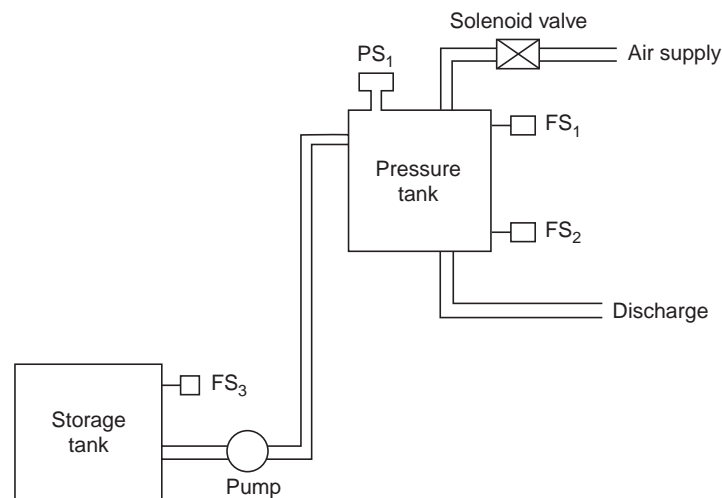 Solenoid valve
PS₁
Air supply
FS₁
Pressure
tank
FS₂
Discharge
FS₃
Storage
tank
Pump